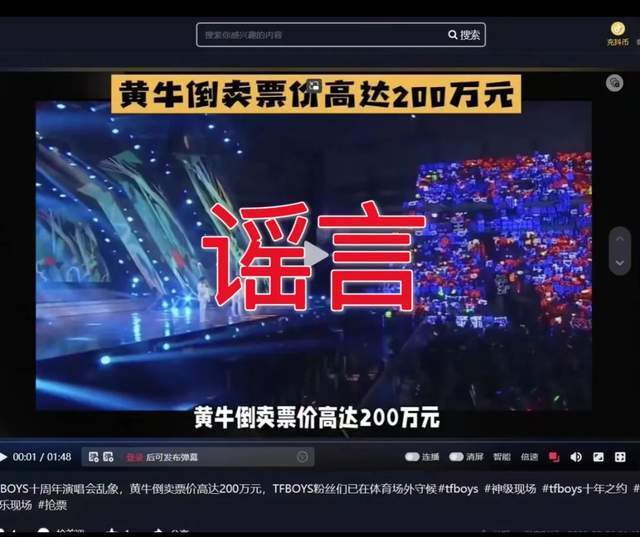 搜索你感兴趣的内容
搜索
充抖币
黄牛倒卖票价高达200万元
谣言
黄牛倒卖票价高达200万元
00:01 / 01:48
登录 后可发布弹幕
连播
清屏
智能
倍速
BOYS十周年演唱会乱象，黄牛倒卖票价高达200万元，TFBOYS粉丝们已在体育场外守候#tfboys #神级现场 #tfboys十年之约 #
乐现场 #抢票